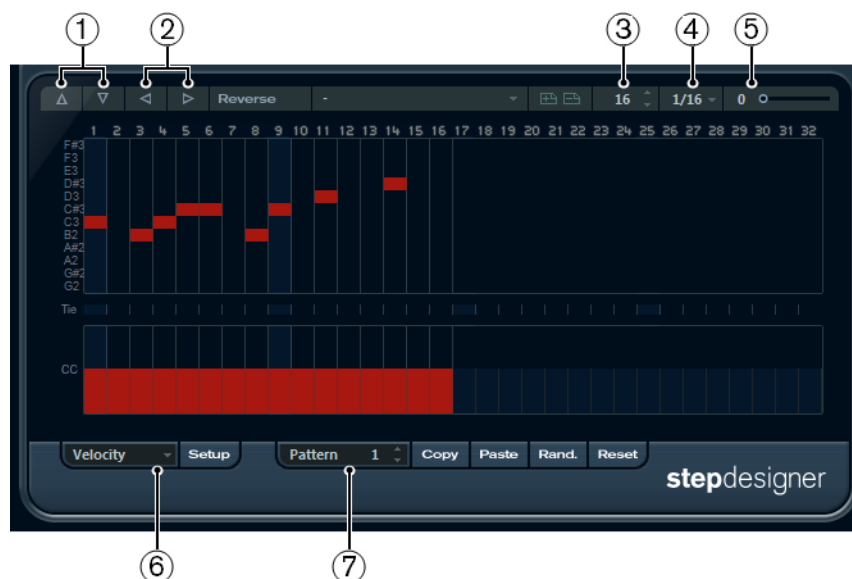 1 2 3 4 5
Reverse - 16 1/16 0
1 2 3 4 5 6 7 8 9 10 11 12 13 14 15 16 17 18 19 20 21 22 23 24 25 26 27 28 29 30 31 32
F#3
F3
E3
D#3
D3
C#3
C3
B2
A#2
A2
G#2
G2
Tie
CC
Velocity Setup Pattern 1 Copy Paste Rand. Reset
stepdesigner
6 7